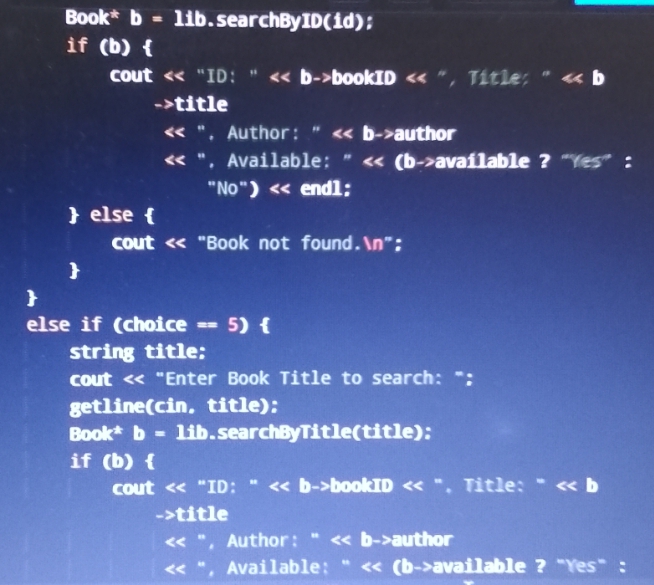 Book* b = lib.searchByID(id);
if (b) {
cout << "ID: " << b->bookID << ", Title: " << b
->title
<< ", Author: " << b->author
<< ", Available: " << (b->available ? "Yes" :
"No") << endl;
} else {
cout << "Book not found.\n";
}
}
else if (choice == 5) {
string title;
cout << "Enter Book Title to search: ";
getline(cin, title);
Book* b = lib.searchByTitle(title);
if (b) {
cout << "ID: " << b->bookID << ", Title: " << b
->title
<< ", Author: " << b->author
<< ", Available: " << (b->available ? "Yes" :